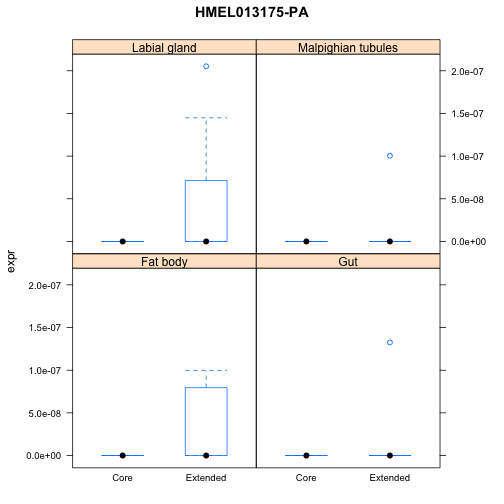 HMEL013175-PA
Labial gland
Malpighian tubules
2.0e-07
1.5e-07
1.0e-07
5.0e-08
0.0e+00
expr
Fat body
Gut
2.0e-07
1.5e-07
1.0e-07
5.0e-08
0.0e+00
Core
Extended
Core
Extended